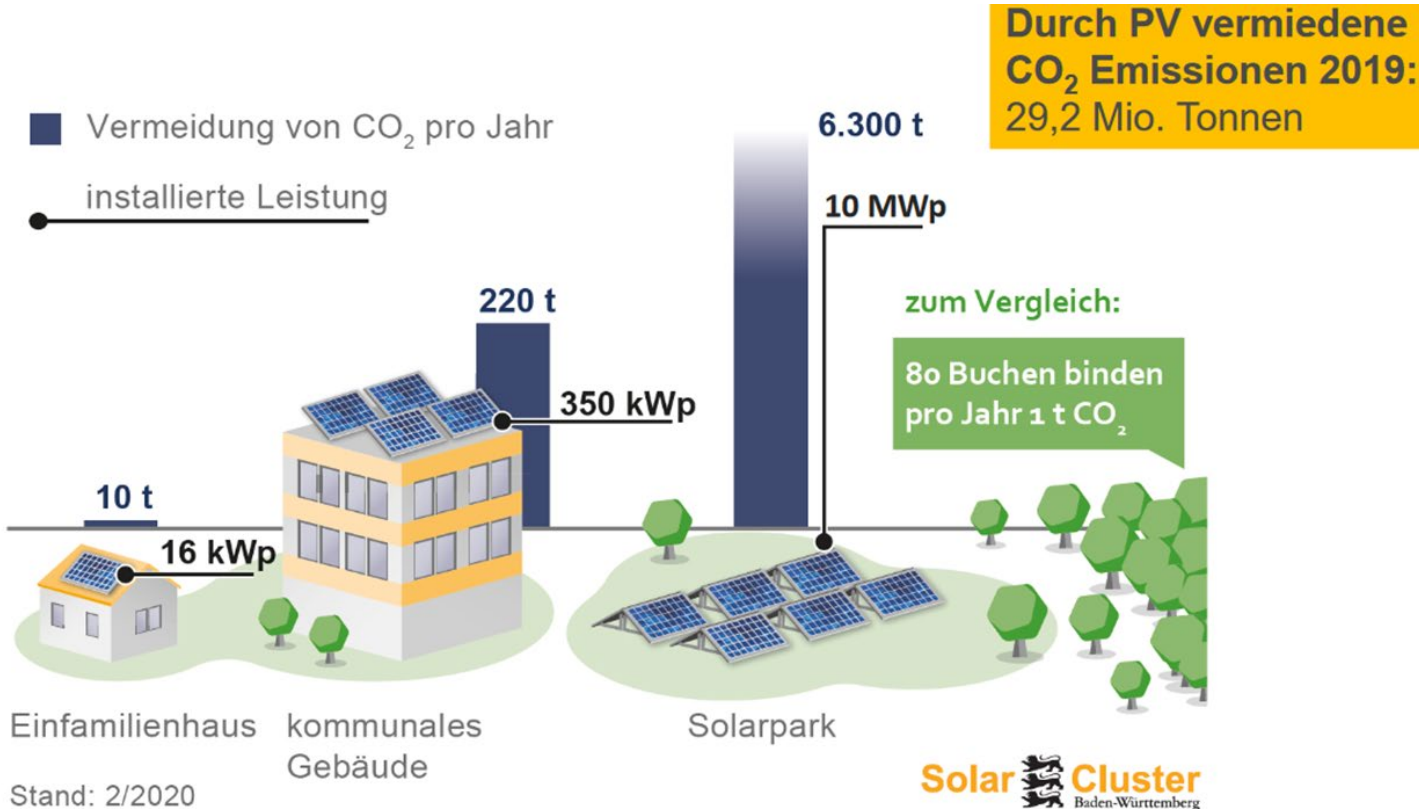 Durch PV vermiedene
CO₂ Emissionen 2019:
29,2 Mio. Tonnen
Vermeidung von CO₂ pro Jahr
installierte Leistung
6.300 t
10 MWp
220 t
350 kWp
10 t
16 kWp
zum Vergleich:
80 Buchen binden
pro Jahr 1 t CO₂
Einfamilienhaus
kommunales
Gebäude
Solarpark
Stand: 2/2020
Solar Cluster
Baden-Württemberg